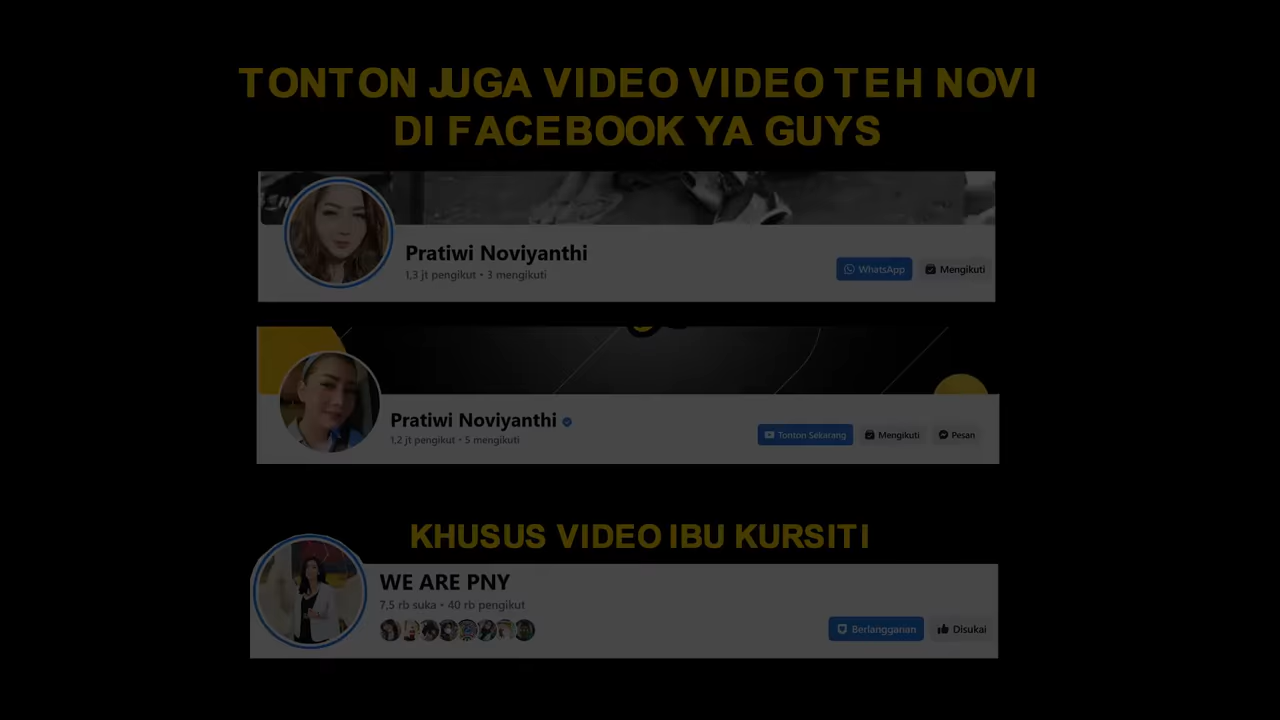 TONTON JUGA VIDEO VIDEO TEH NOVI
DI FACEBOOK YA GUYS
Pratiwi Noviyanthi
1,3 jt pengikut • 3 mengikuti
WhatsApp
Mengikuti
Pratiwi Noviyanthi
1,2 jt pengikut • 5 mengikuti
Tonton Sekarang
Mengikuti
Pesan
KHUSUS VIDEO IBU KURSITI
WE ARE PNY
7,5 rb suka • 40 rb pengikut
Berlangganan
Disukai